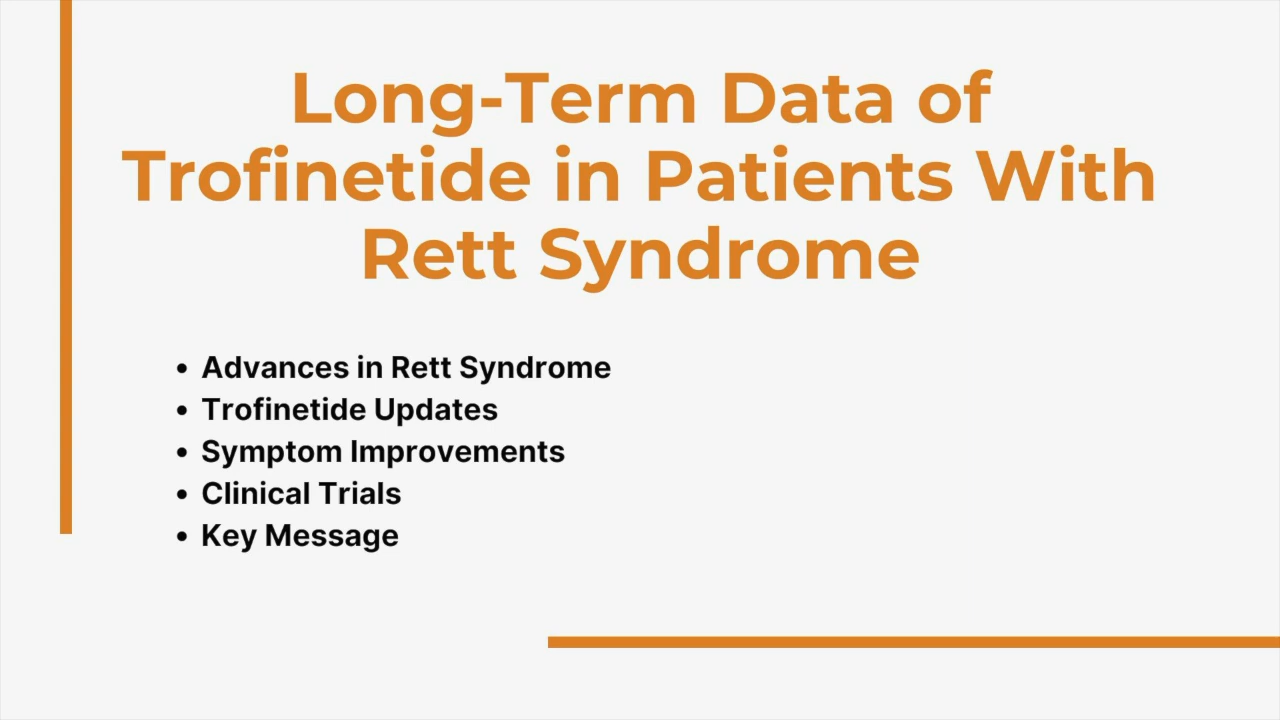 Long-Term Data of
Trofinetide in Patients With
Rett Syndrome
• Advances in Rett Syndrome
• Trofinetide Updates
• Symptom Improvements
• Clinical Trials
• Key Message